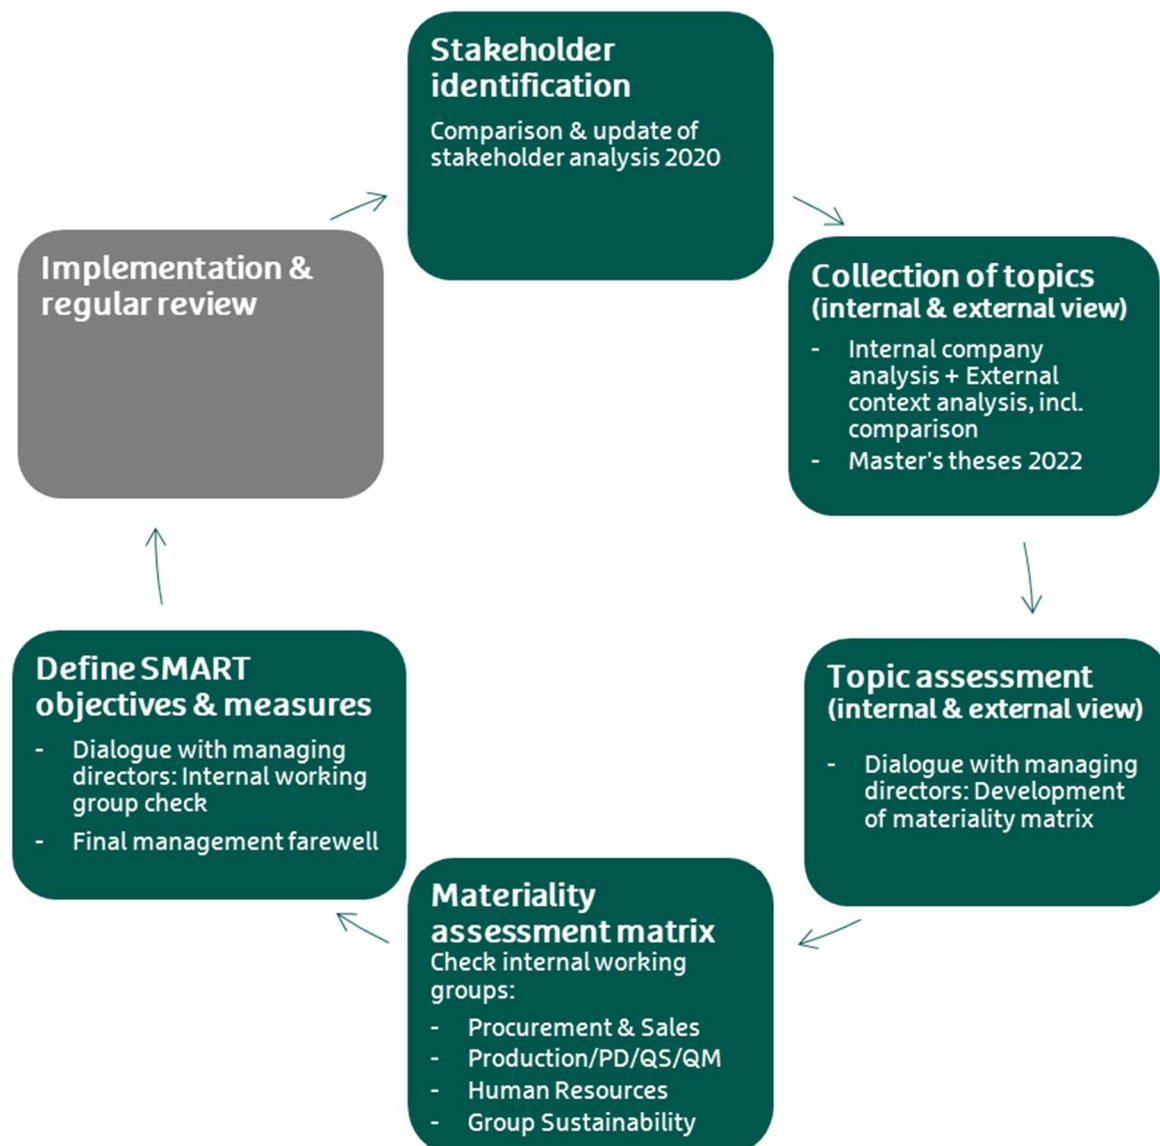 Stakeholder
identification
Comparison & update of
stakeholder analysis 2020
Collection of topics
(internal & external view)
- Internal company
analysis + External
context analysis, incl.
comparison
- Master's theses 2022
Topic assessment
(internal & external view)
- Dialogue with managing
directors: Development
of materiality matrix
Materiality
assessment matrix
Check internal working
groups:
- Procurement & Sales
- Production/PD/QS/QM
- Human Resources
- Group Sustainability
Define SMART
objectives & measures
- Dialogue with managing
directors: Internal working
group check
- Final management farewell
Implementation &
regular review